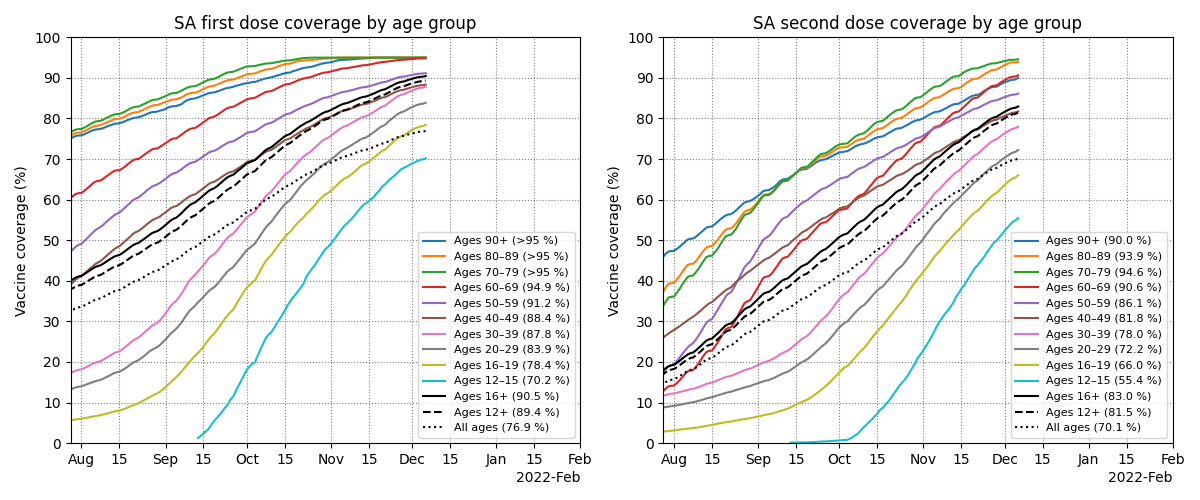 SA first dose coverage by age group
Vaccine coverage (%)
100
90
80
70
60
50
40
30
20
10
0
Aug 15 Sep 15 Oct 15 Nov 15 Dec 15 Jan 15 Feb
2022-Feb
Ages 90+ (>95 %)
Ages 80–89 (>95 %)
Ages 70–79 (>95 %)
Ages 60–69 (94.9 %)
Ages 50–59 (91.2 %)
Ages 40–49 (88.4 %)
Ages 30–39 (87.8 %)
Ages 20–29 (83.9 %)
Ages 16–19 (78.4 %)
Ages 12–15 (70.2 %)
Ages 16+ (90.5 %)
Ages 12+ (89.4 %)
All ages (76.9 %)
SA second dose coverage by age group
Vaccine coverage (%)
100
90
80
70
60
50
40
30
20
10
0
Aug 15 Sep 15 Oct 15 Nov 15 Dec 15 Jan 15 Feb
2022-Feb
Ages 90+ (90.0 %)
Ages 80–89 (93.9 %)
Ages 70–79 (94.6 %)
Ages 60–69 (90.6 %)
Ages 50–59 (86.1 %)
Ages 40–49 (81.8 %)
Ages 30–39 (78.0 %)
Ages 20–29 (72.2 %)
Ages 16–19 (66.0 %)
Ages 12–15 (55.4 %)
Ages 16+ (83.0 %)
Ages 12+ (81.5 %)
All ages (70.1 %)